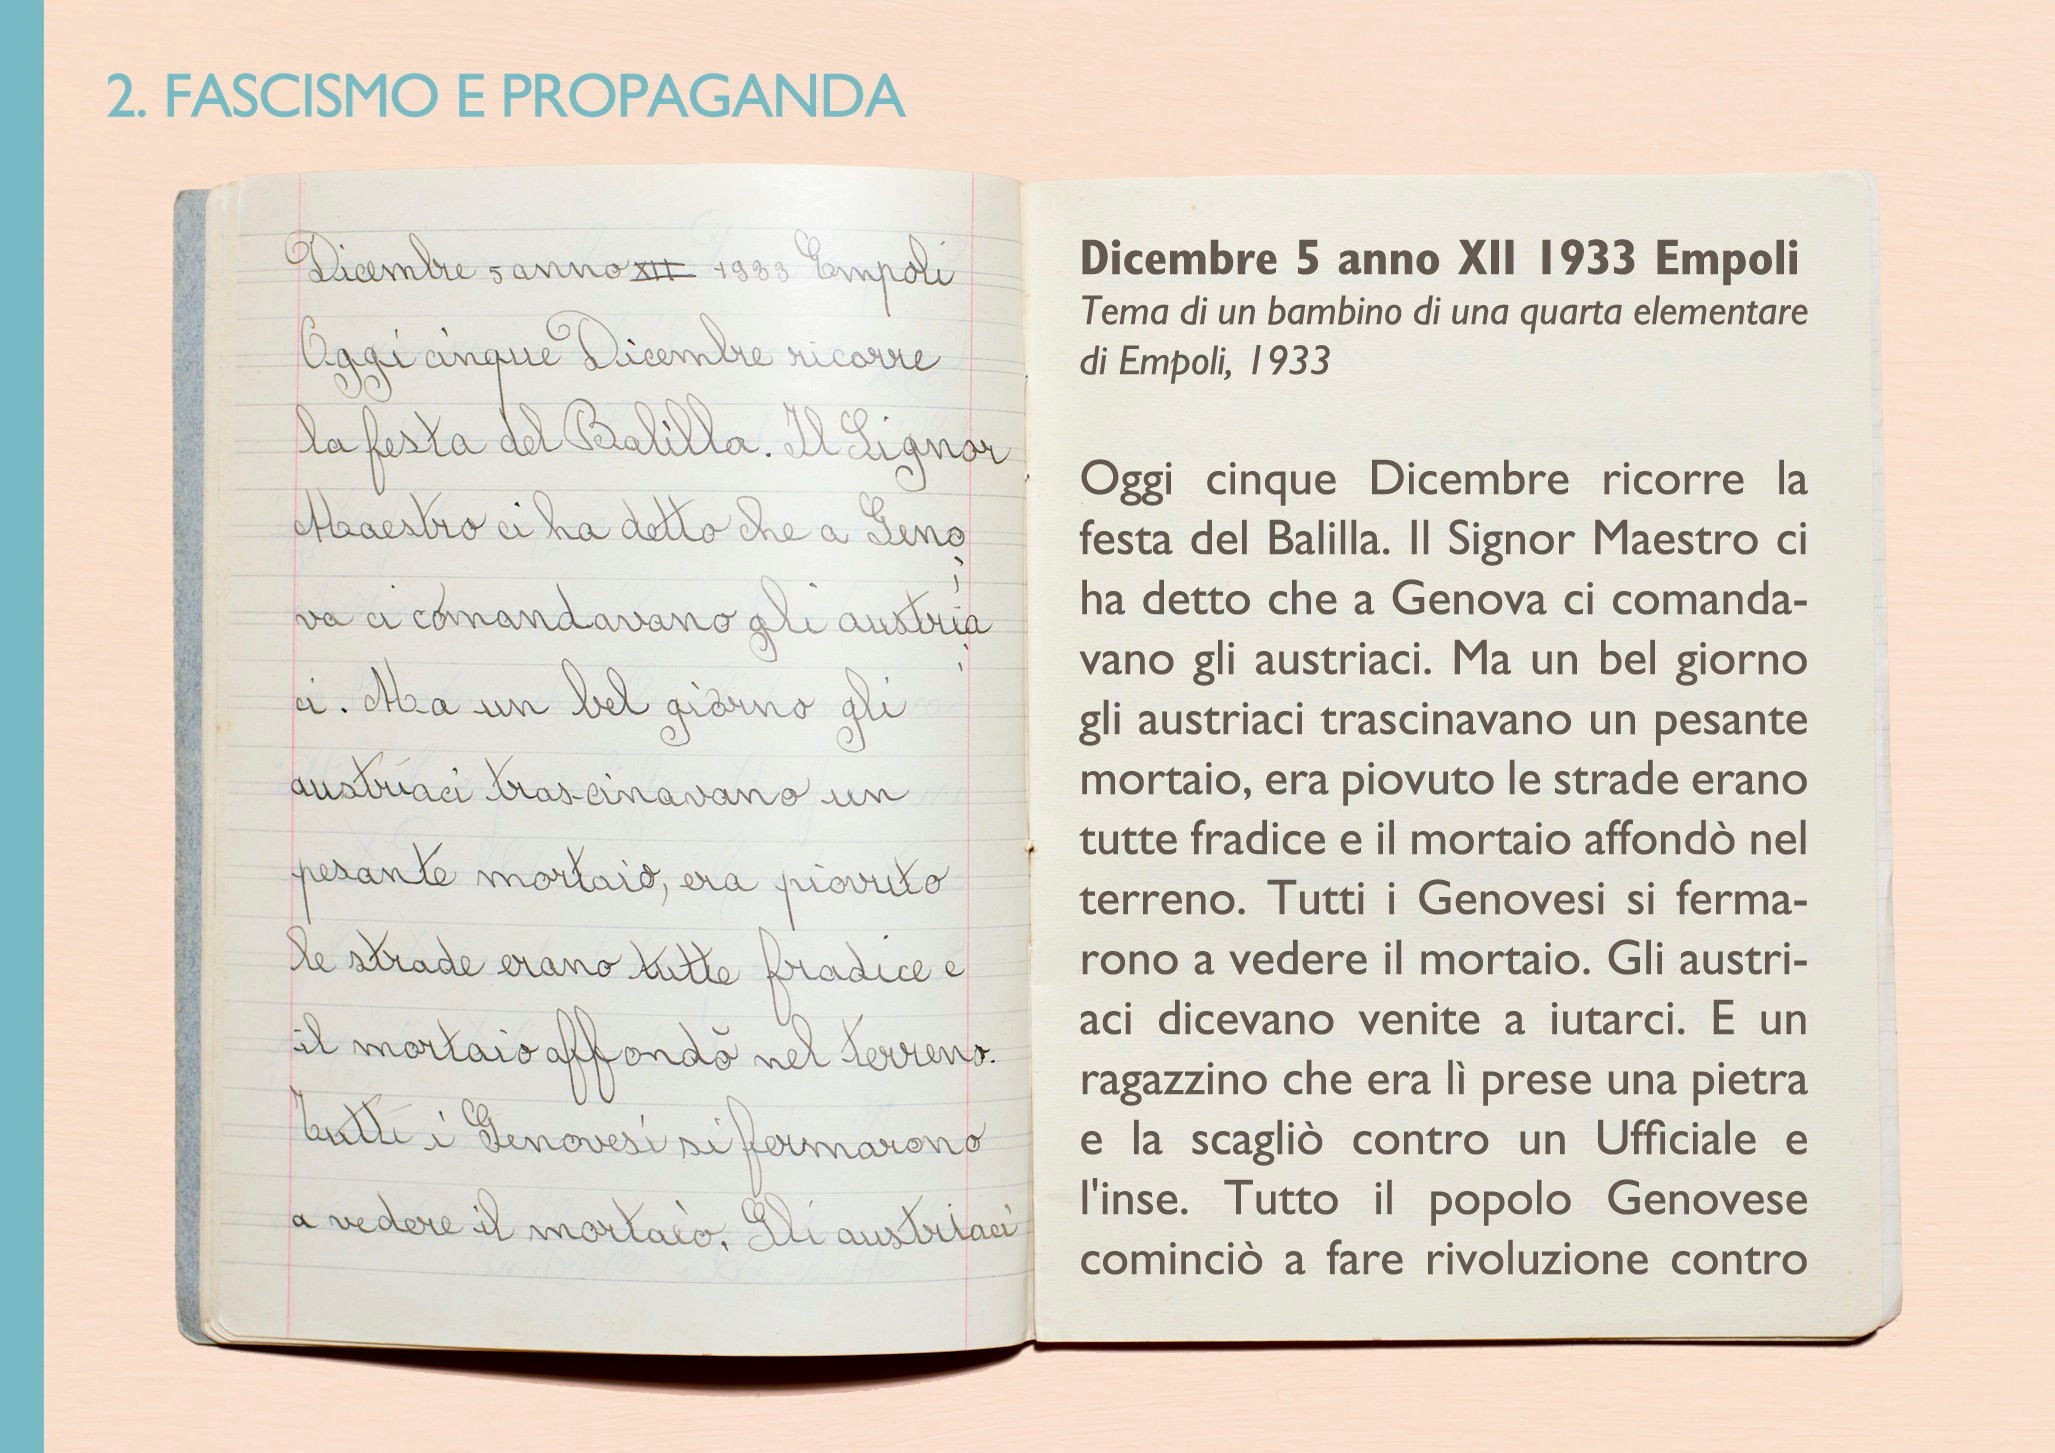 2. FASCISMO E PROPAGANDA
Dicembre 5 anno XII 1933 Empoli
Oggi cinque Dicembre ricorre
la festa del Balilla. Il Signor
Maestro ci ha detto che a Geno
va ci comandavano gli austria
ci. Ma un bel giorno gli
austriaci trascinavano un
pesante mortaio, era piovuto
le strade erano tutte fradice e
il mortaio affondò nel terreno.
Tutti i Genovesi si fermarono
a vedere il mortaio. Gli austriaci
Dicembre 5 anno XII 1933 Empoli
Tema di un bambino di una quarta elementare
di Empoli, 1933
Oggi cinque Dicembre ricorre la
festa del Balilla. Il Signor Maestro ci
ha detto che a Genova ci comanda-
vano gli austriaci. Ma un bel giorno
gli austriaci trascinavano un pesante
mortaio, era piovuto le strade erano
tutte fradice e il mortaio affondò nel
terreno. Tutti i Genovesi si ferma-
rono a vedere il mortaio. Gli austri-
aci dicevano venite a iutarci. E un
ragazzino che era lì prese una pietra
e la scagliò contro un Ufficiale e
l'inse. Tutto il popolo Genovese
cominciò a fare rivoluzione contro